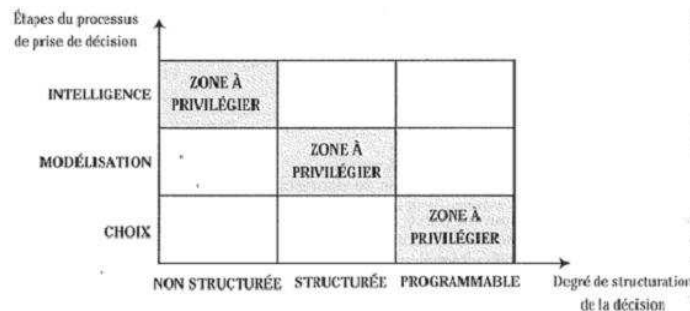 Étapes du processus
de prise de décision
INTELLIGENCE
ZONE À
PRIVILÉGIER
MODÉLISATION
ZONE À
PRIVILÉGIER
CHOIX
ZONE À
PRIVILÉGIER
NON STRUCTURÉE STRUCTURÉE PROGRAMMABLE
Degré de structuration
de la décision